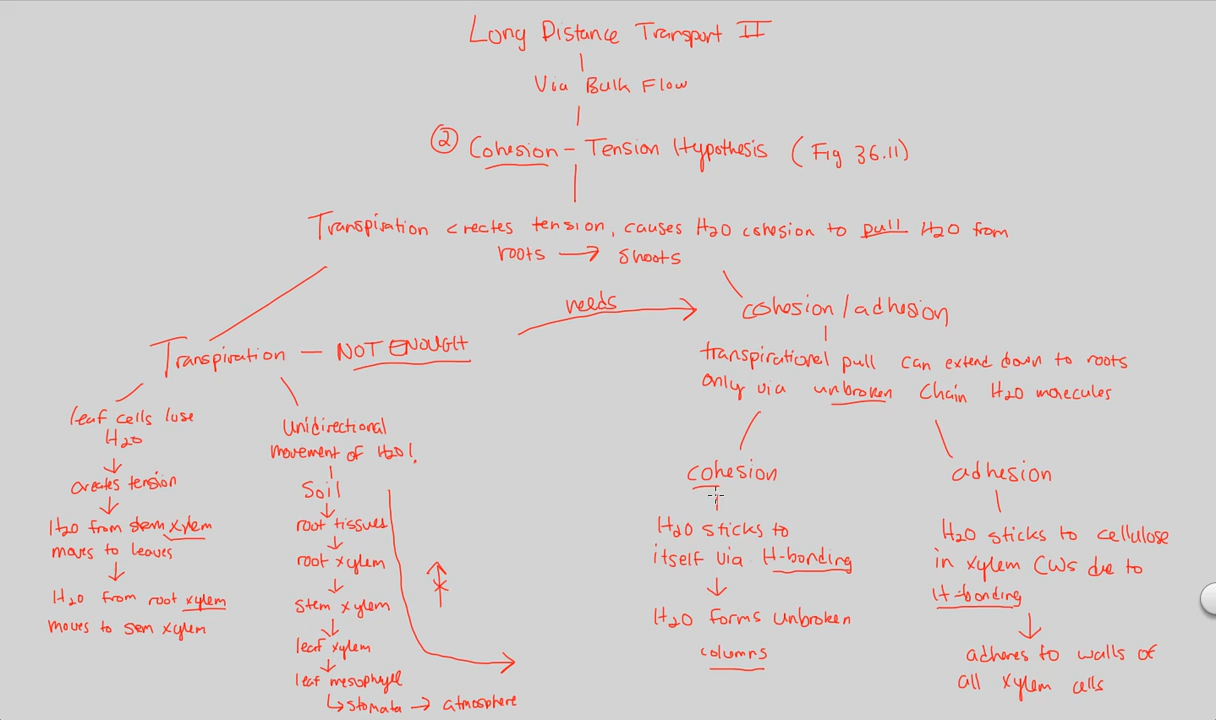 Long Distance Transport II
Via Bulk Flow
② Cohesion - Tension Hypothesis (Fig 36.11)
Transpiration creates tension, causes H2O cohesion to pull H2O from
roots → shoots
needs
cohesion/adhesion
Transpiration - NOT ENOUGH
transpirational pull can extend down to roots
only via unbroken chain H2O molecules
leaf cells lose
H2O
↓
creates tension
↓
H2O from stem xylem
moves to leaves
↓
H2O from root xylem
moves to sem xylem
Unidirectional
movement of H2O!
Soil
↓
root tissues
↓
root xylem
↓
stem xylem
↓
leaf xylem
↓
leaf mesophyll
↳ stomata → atmosphere
cohesion
H2O sticks to
itself via H-bonding
↓
H2O forms unbroken
columns
adhesion
H2O sticks to cellulose
in xylem CWs due to
H-bonding
↓
adheres to walls of
all xylem cells